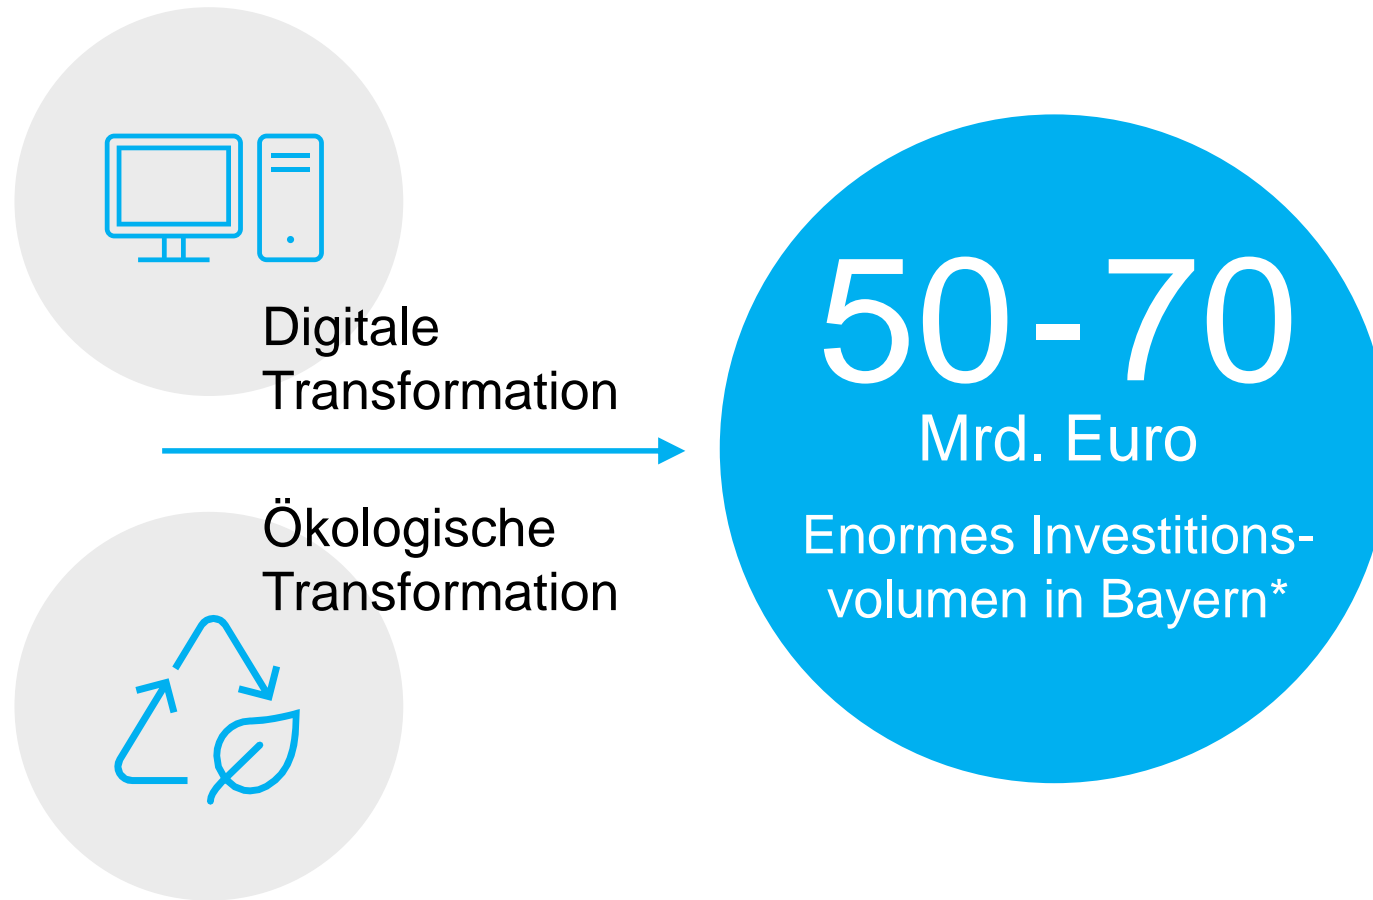 Digitale
Transformation
Ökologische
Transformation
50-70
Mrd. Euro
Enormes Investitions-
volumen in Bayern*